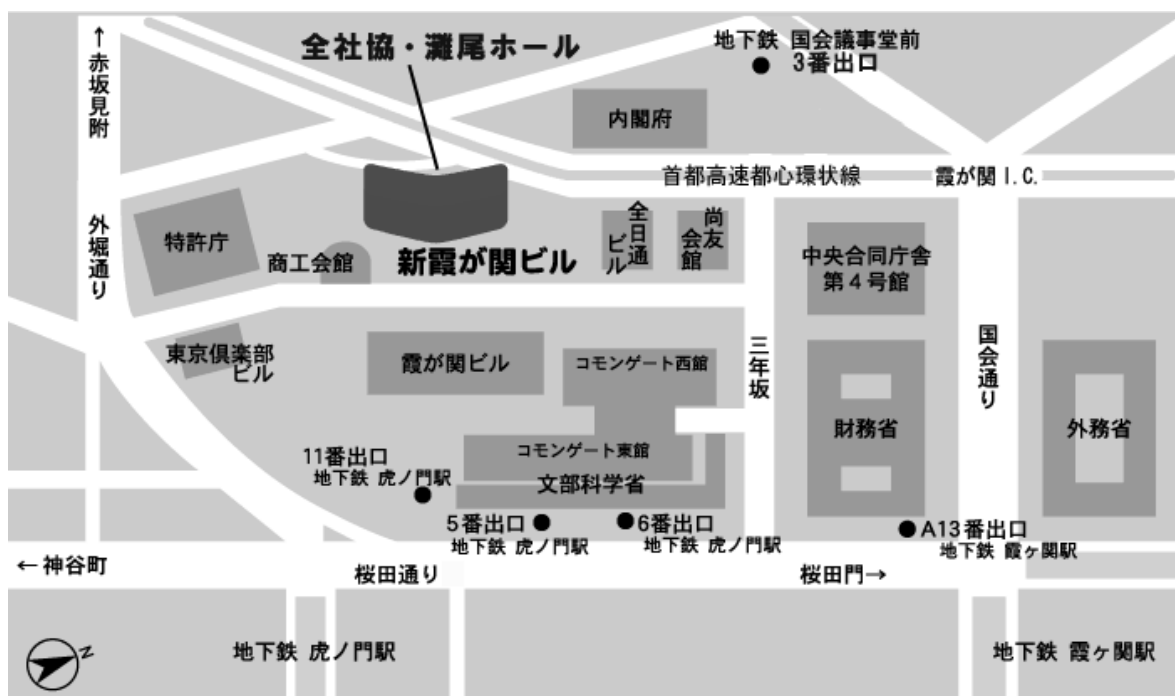 全社協・灘尾ホール
地下鉄 国会議事堂前
3番出口
↑赤坂見附
内閣府
首都高速都心環状線
霞が関 I.C.
外堀通り
特許庁
商工会館
新霞が関ビル
全日通
ビル
尚友
会館
中央合同庁舎
第4号館
東京倶楽部
ビル
霞が関ビル
コモンゲート西館
三年坂
国会通り
財務省
外務省
コモンゲート東館
文部科学省
11番出口
地下鉄 虎ノ門駅
5番出口
地下鉄 虎ノ門駅
6番出口
地下鉄 虎ノ門駅
A13番出口
地下鉄 霞ヶ関駅
←神谷町
桜田通り
桜田門→
地下鉄 虎ノ門駅
地下鉄 霞ヶ関駅
N